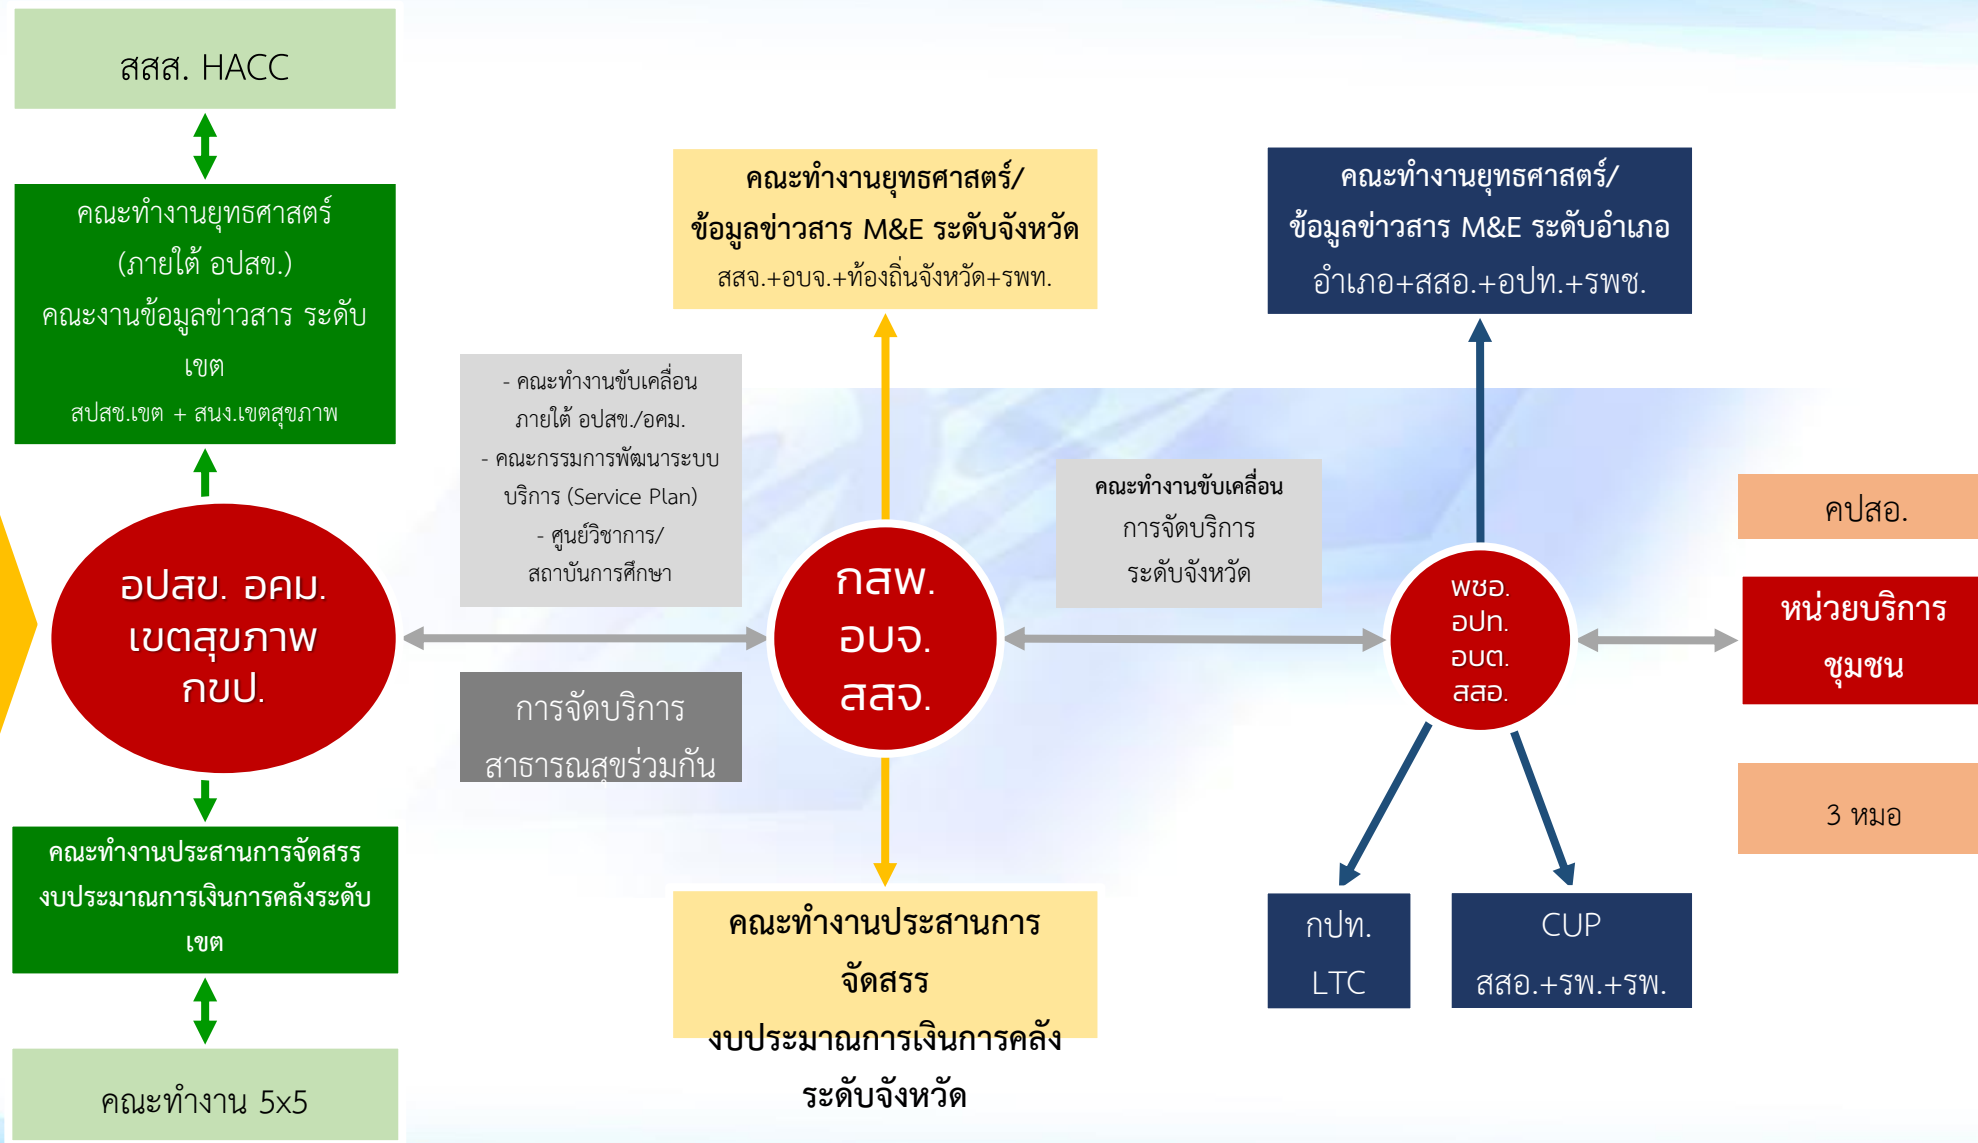 สสส. HACC
คณะทำงานยุทธศาสตร์
(ภายใต้ อปสข.)
คณะงานข้อมูลข่าวสาร ระดับ
เขต
สปสช.เขต + สนง.เขตสุขภาพ
อปสข. อคม.
เขตสุขภาพ
กขป.
คณะทำงานประสานการจัดสรร
งบประมาณการเงินการคลังระดับ
เขต
คณะทำงาน 5x5
- คณะทำงานขับเคลื่อน
ภายใต้ อปสข./อคม.
- คณะกรรมการพัฒนาระบบ
บริการ (Service Plan)
- ศูนย์วิชาการ/
สถาบันการศึกษา
การจัดบริการ
สาธารณสุขร่วมกัน
คณะทำงานยุทธศาสตร์/
ข้อมูลข่าวสาร M&E ระดับจังหวัด
สสจ.+อบจ.+ท้องถิ่นจังหวัด+รพท.
กสพ.
อบจ.
สสจ.
คณะทำงานประสานการ
จัดสรร
งบประมาณการเงินการคลัง
ระดับจังหวัด
คณะทำงานขับเคลื่อน
การจัดบริการ
ระดับจังหวัด
คณะทำงานยุทธศาสตร์/
ข้อมูลข่าวสาร M&E ระดับอำเภอ
อำเภอ+สสอ.+อปท.+รพช.
พชอ.
อปท.
อบต.
สสอ.
กปท.
LTC
CUP
สสอ.+รพ.+รพ.
คปสอ.
หน่วยบริการ
ชุมชน
3 หมอ